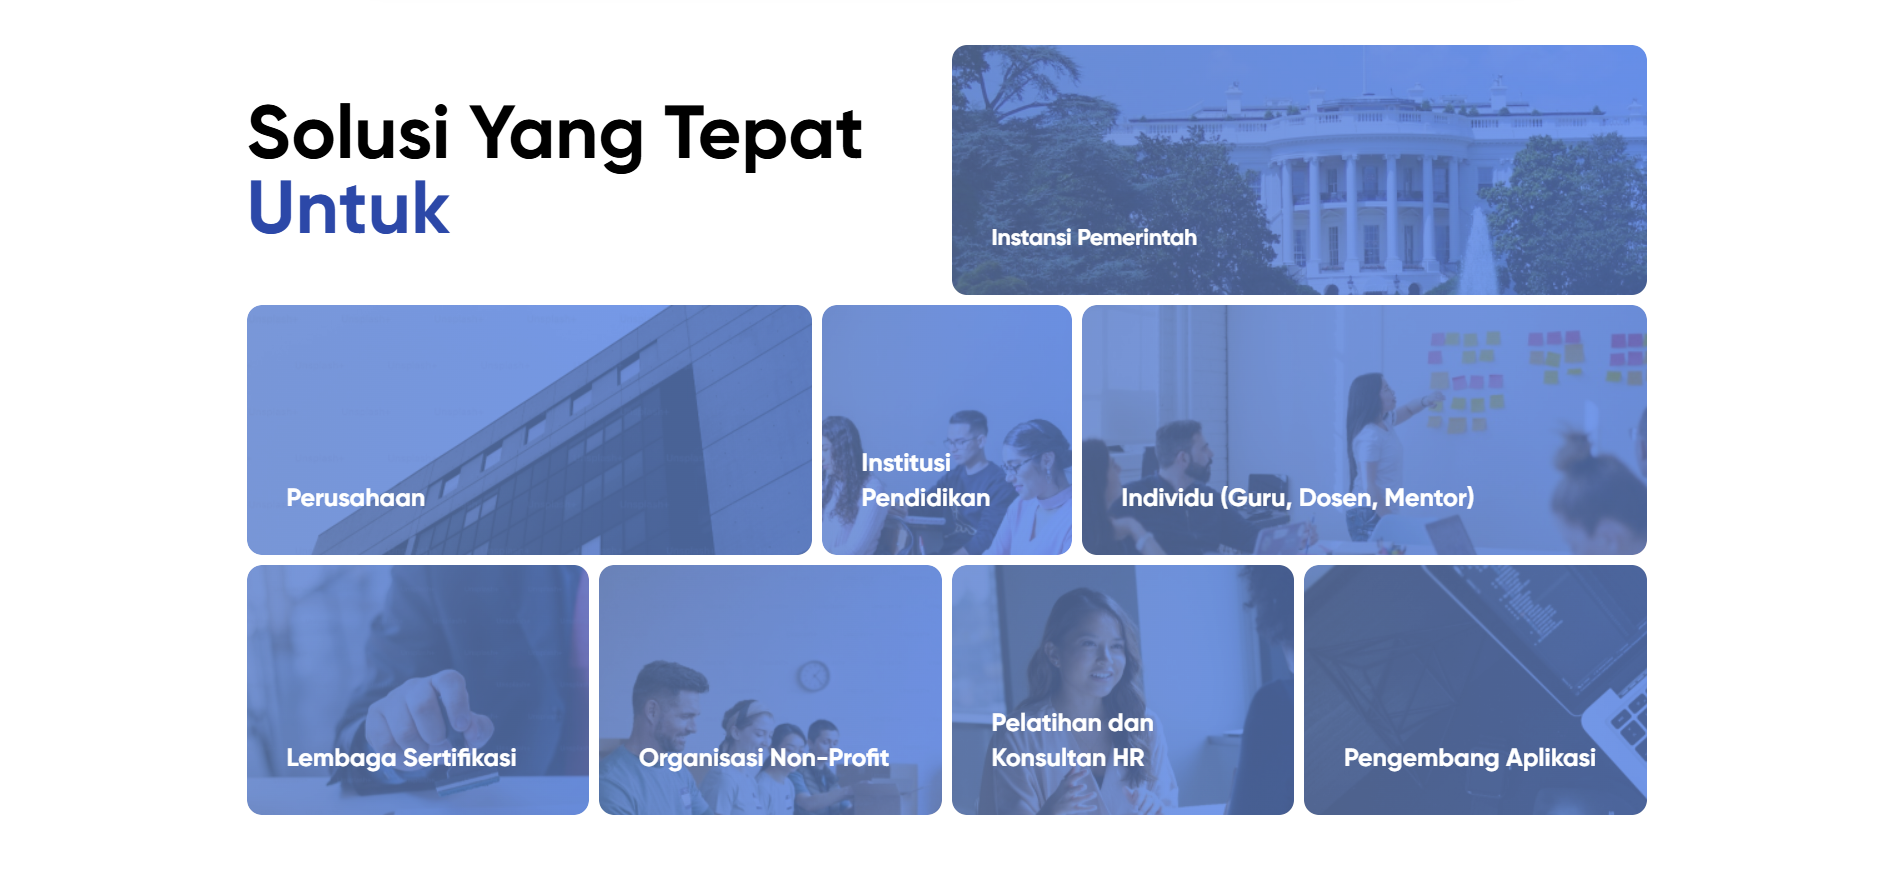 Solusi Yang Tepat
Untuk
Instansi Pemerintah
Perusahaan
Institusi
Pendidikan
Individu (Guru, Dosen, Mentor)
Lembaga Sertifikasi
Organisasi Non-Profit
Pelatihan dan
Konsultan HR
Pengembang Aplikasi